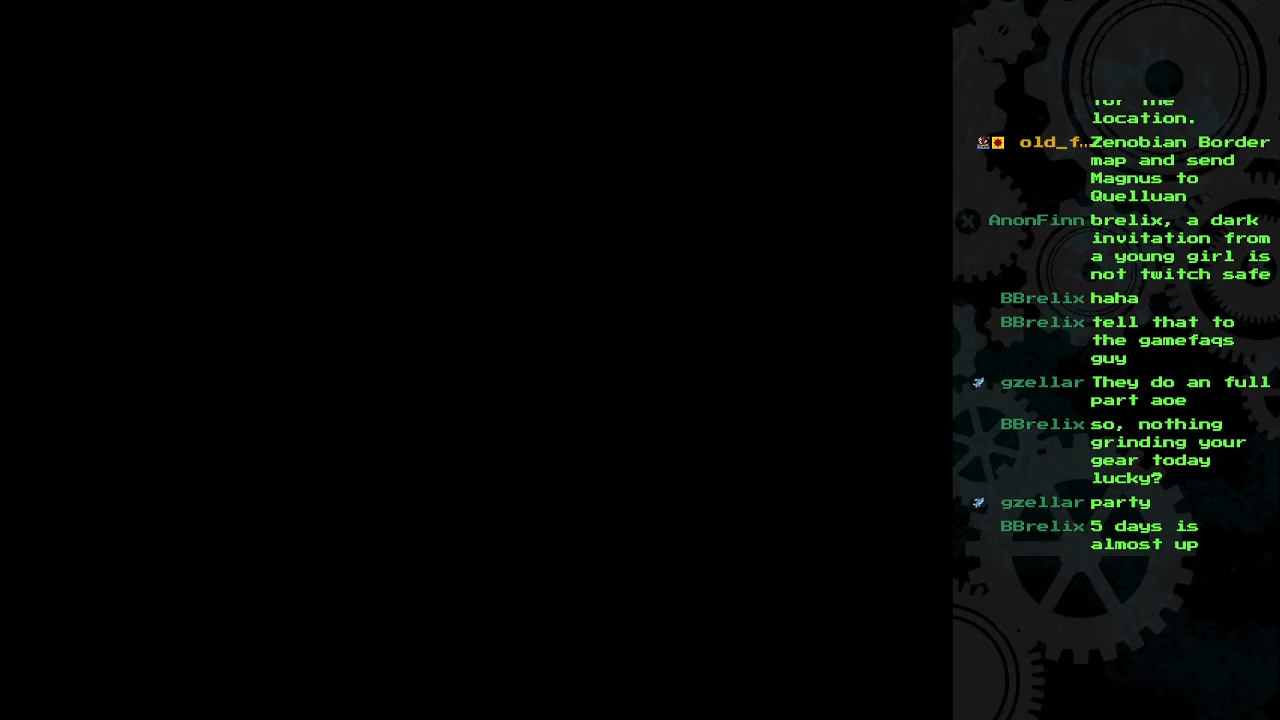 for the
location.
old_f..Zenobian Border
map and send
Magnus to
Quelluan
AnonFinn brelix, a dark
invitation from
a young girl is
not twitch safe
BBrelix haha
BBrelix tell that to
the gamefaqs
guy
gzellar They do an full
part aoe
BBrelix so, nothing
grinding your
gear today
lucky?
gzellar party
BBrelix 5 days is
almost up